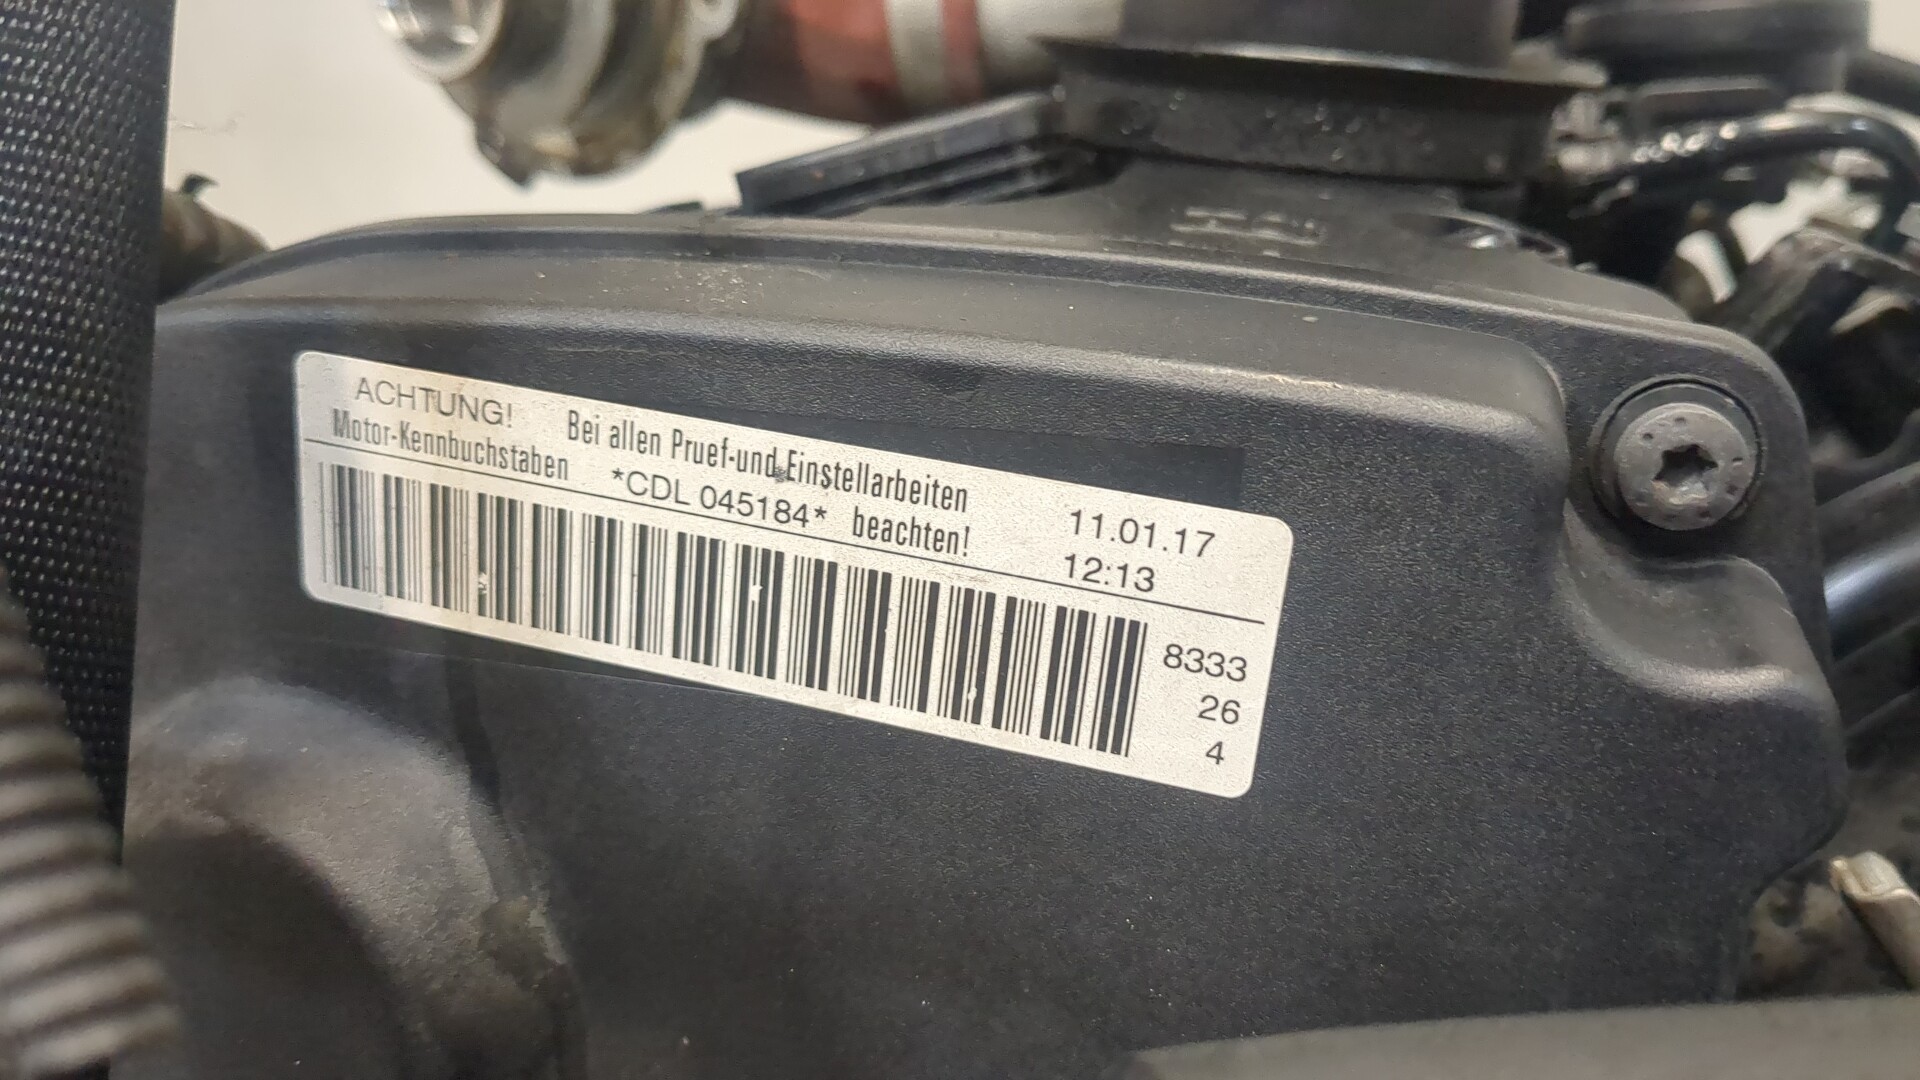 ACHTUNG! Bei allen Pruef-und Einstellarbeiten 11.01.17
Motor-Kennbuchstaben *CDL 045184* beachten! 12:13
8333
26
4